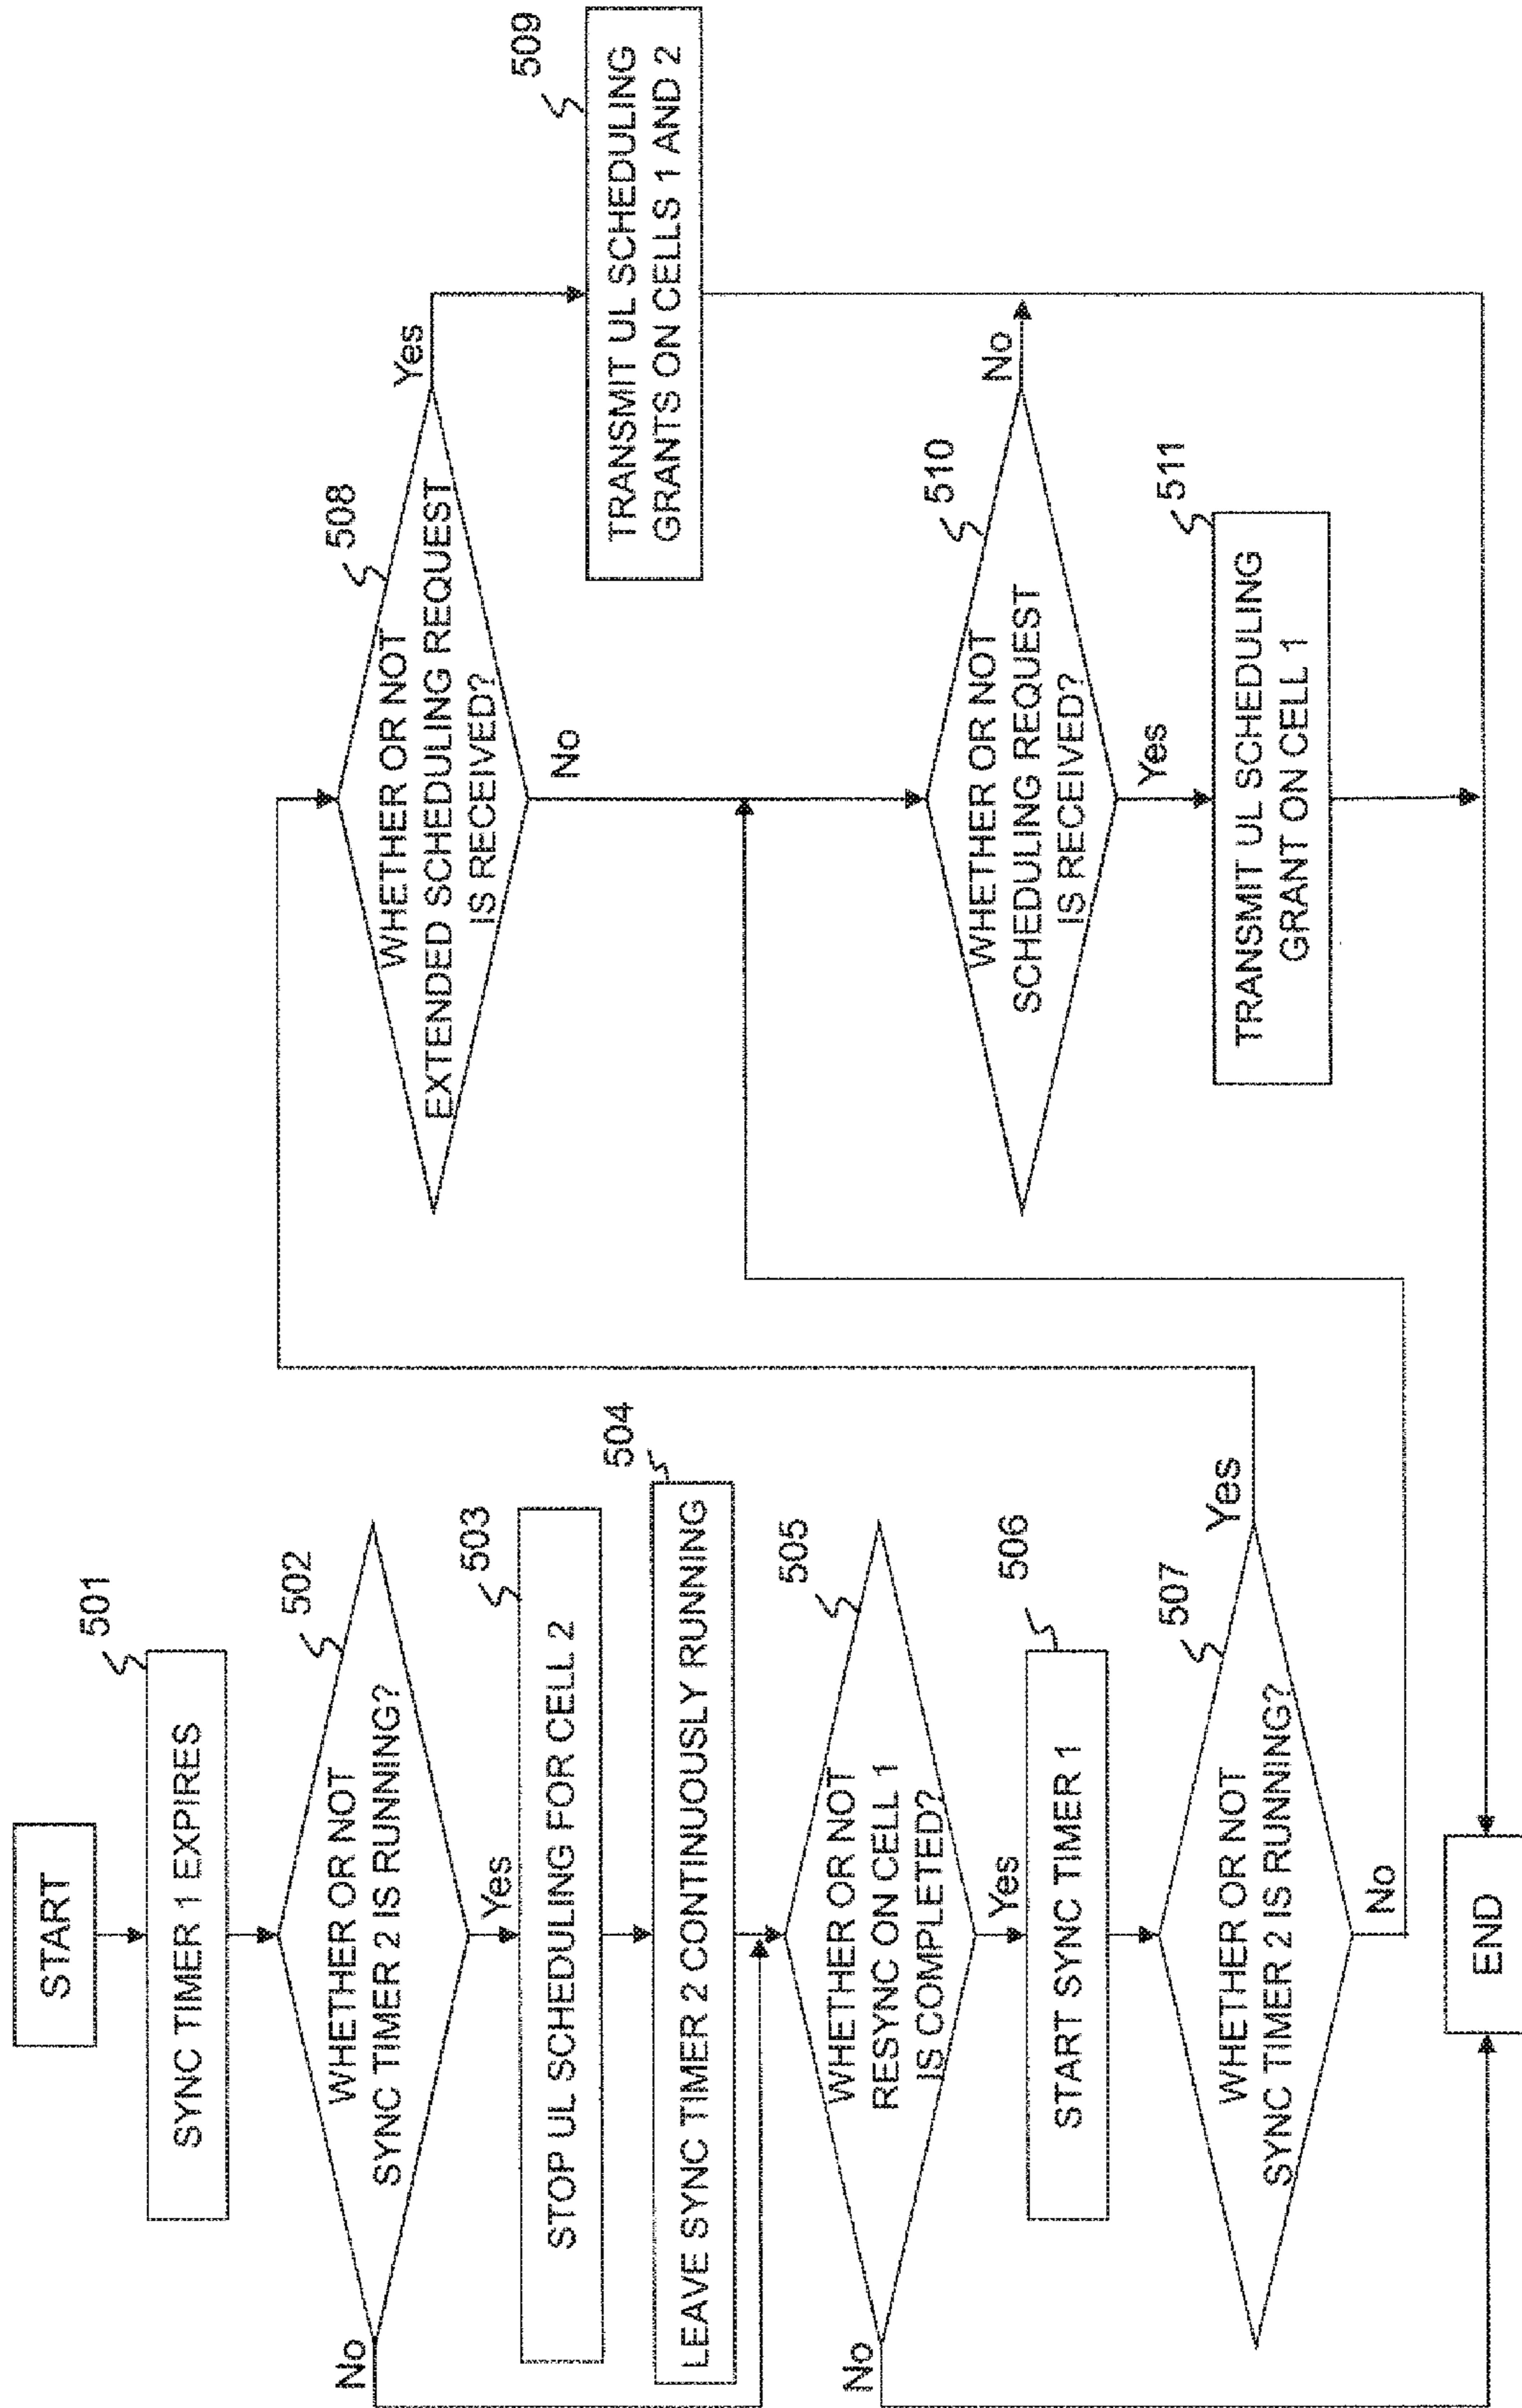 START
501
SYNC TIMER 1 EXPIRES
502
WHETHER OR NOT
SYNC TIMER 2 IS RUNNING?
No
Yes
503
STOP UL SCHEDULING FOR CELL 2
504
LEAVE SYNC TIMER 2 CONTINUOUSLY RUNNING
505
WHETHER OR NOT
RESYNC ON CELL 1
IS COMPLETED?
No
Yes
506
START SYNC TIMER 1
507
WHETHER OR NOT
SYNC TIMER 2 IS RUNNING?
Yes
No
END
508
WHETHER OR NOT
EXTENDED SCHEDULING REQUEST
IS RECEIVED?
Yes
No
509
TRANSMIT UL SCHEDULING
GRANTS ON CELLS 1 AND 2
510
WHETHER OR NOT
SCHEDULING REQUEST
IS RECEIVED?
No
Yes
511
TRANSMIT UL SCHEDULING
GRANT ON CELL 1